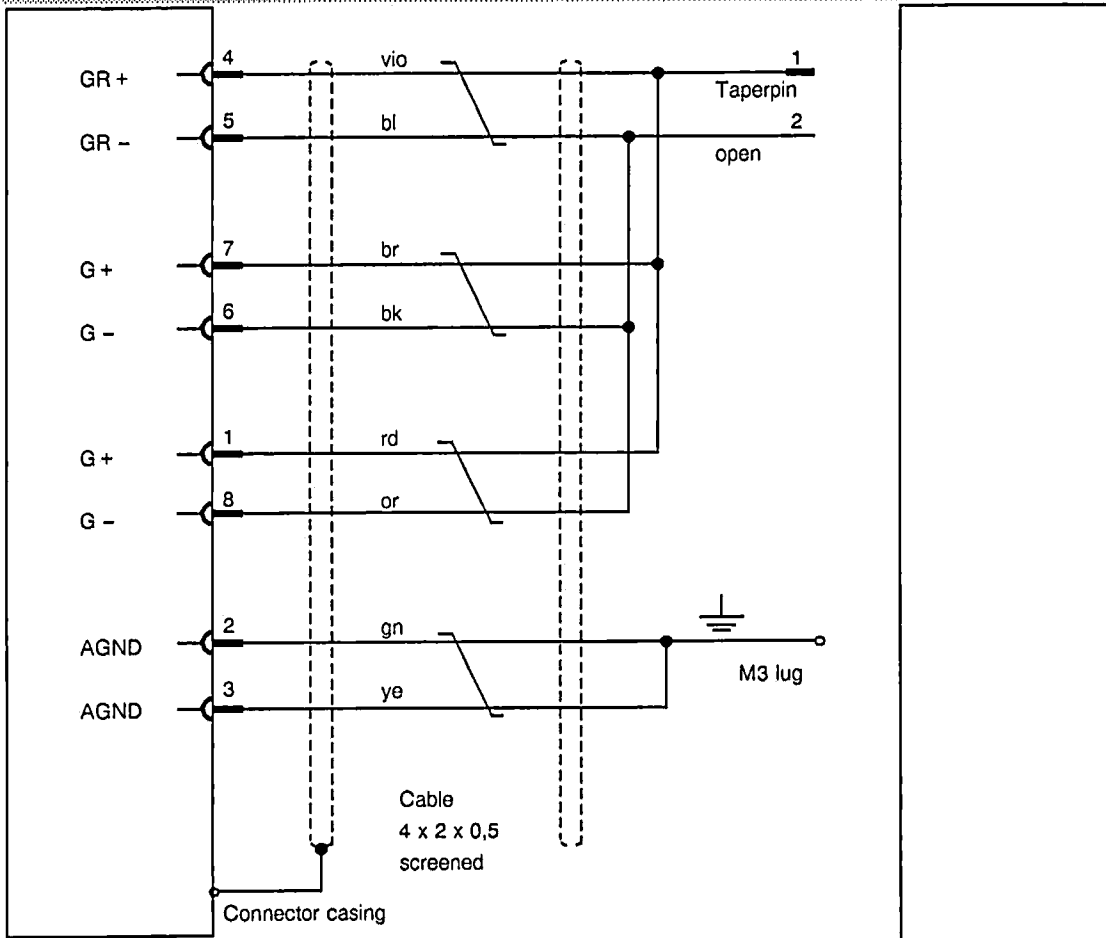 GR + 4 vio 1
Taperpin
GR – 5 bl 2
open
G + 7 br
G – 6 bk
G + 1 rd
G – 8 or
AGND 2 gn
M3 lug
AGND 3 ye
Cable
4 x 2 x 0,5
screened
Connector casing